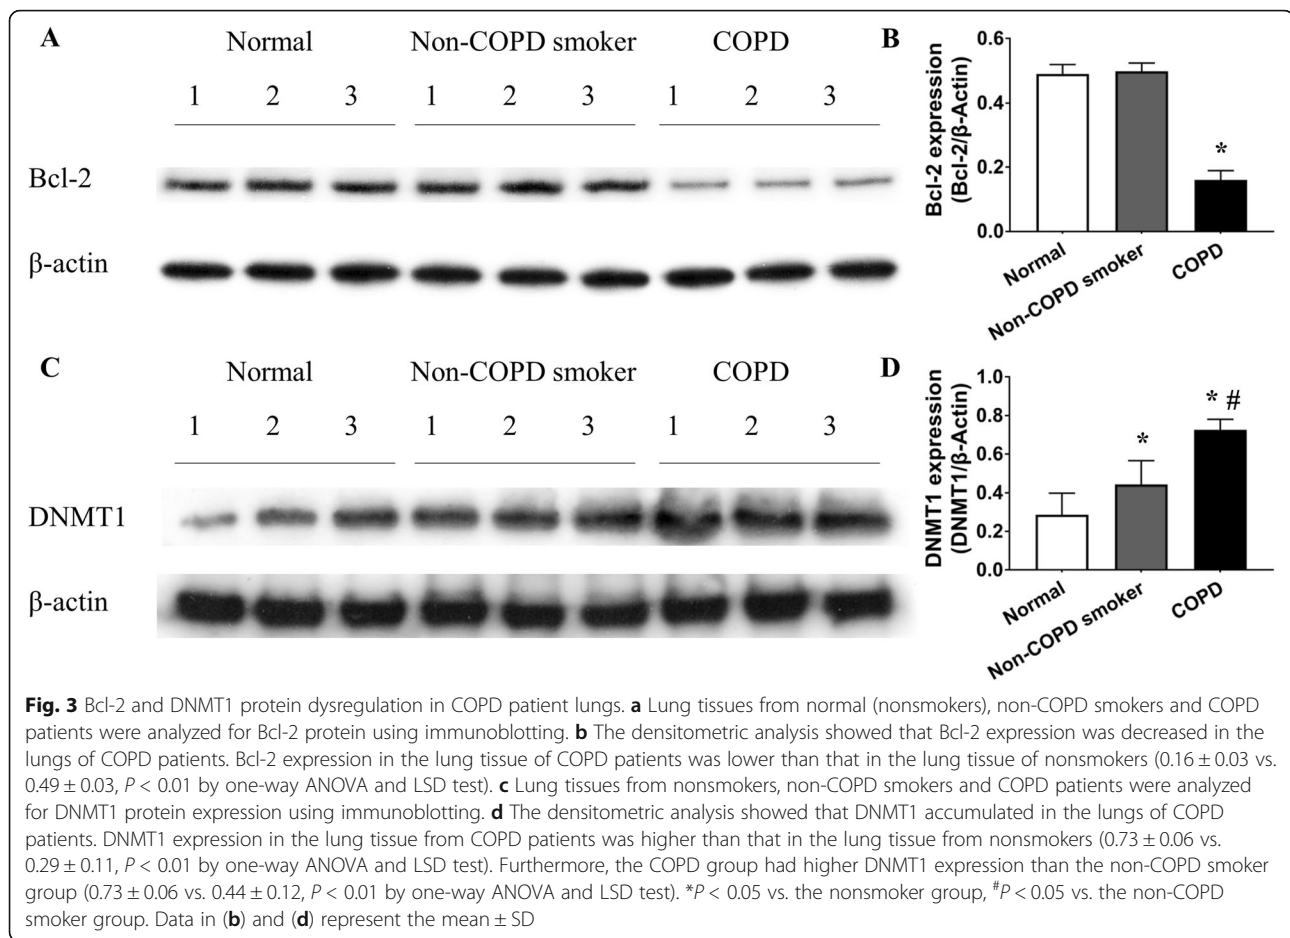 A
Normal Non-COPD smoker COPD
1 2 3 1 2 3 1 2 3
Bcl-2
β-actin
B
Bcl-2 expression
(Bcl-2/β-Actin)
0.6
0.4
0.2
0.0
*
Normal
Non-COPD smoker
COPD
C
Normal Non-COPD smoker COPD
1 2 3 1 2 3 1 2 3
DNMT1
β-actin
D
DNMT1 expression
(DNMT1/β-Actin)
1.0
0.8
0.6
0.4
0.2
0.0
*
* #
Normal
Non-COPD smoker
COPD
Fig. 3 Bcl-2 and DNMT1 protein dysregulation in COPD patient lungs. a Lung tissues from normal (nonsmokers), non-COPD smokers and COPD
patients were analyzed for Bcl-2 protein using immunoblotting. b The densitometric analysis showed that Bcl-2 expression was decreased in the
lungs of COPD patients. Bcl-2 expression in the lung tissue of COPD patients was lower than that in the lung tissue of nonsmokers (0.16 ± 0.03 vs.
0.49 ± 0.03, P < 0.01 by one-way ANOVA and LSD test). c Lung tissues from nonsmokers, non-COPD smokers and COPD patients were analyzed
for DNMT1 protein expression using immunoblotting. d The densitometric analysis showed that DNMT1 accumulated in the lungs of COPD
patients. DNMT1 expression in the lung tissue from COPD patients was higher than that in the lung tissue from nonsmokers (0.73 ± 0.06 vs.
0.29 ± 0.11, P < 0.01 by one-way ANOVA and LSD test). Furthermore, the COPD group had higher DNMT1 expression than the non-COPD smoker
group (0.73 ± 0.06 vs. 0.44 ± 0.12, P < 0.01 by one-way ANOVA and LSD test). *P < 0.05 vs. the nonsmoker group, #P < 0.05 vs. the non-COPD
smoker group. Data in (b) and (d) represent the mean ± SD